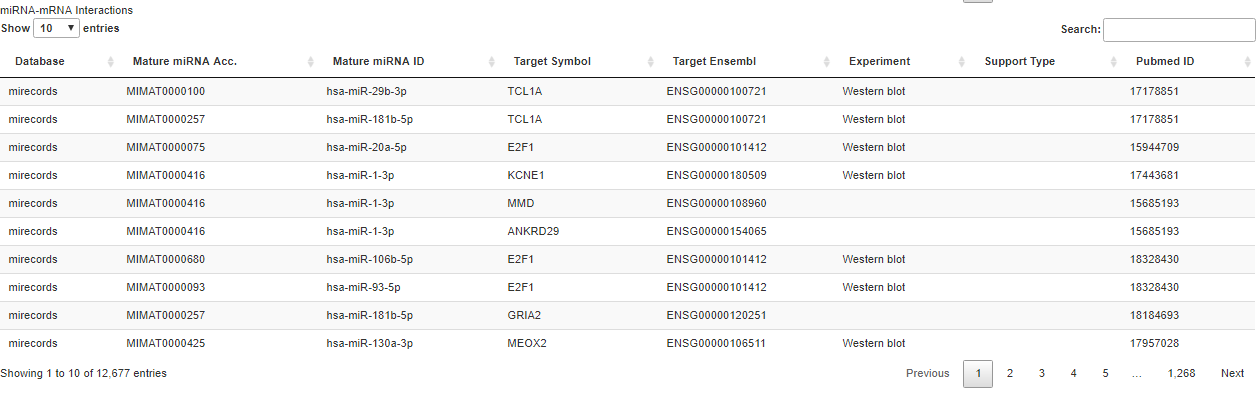 miRNA-mRNA Interactions
Show 10 entries Search:
Database Mature miRNA Acc. Mature miRNA ID Target Symbol Target Ensembl Experiment Support Type Pubmed ID
mirecords MIMAT0000100 hsa-miR-29b-3p TCL1A ENSG00000100721 Western blot 17178851
mirecords MIMAT0000257 hsa-miR-181b-5p TCL1A ENSG00000100721 Western blot 17178851
mirecords MIMAT0000075 hsa-miR-20a-5p E2F1 ENSG00000101412 Western blot 15944709
mirecords MIMAT0000416 hsa-miR-1-3p KCNE1 ENSG00000180509 Western blot 17443681
mirecords MIMAT0000416 hsa-miR-1-3p MMD ENSG00000108960 15685193
mirecords MIMAT0000416 hsa-miR-1-3p ANKRD29 ENSG00000154065 15685193
mirecords MIMAT0000680 hsa-miR-106b-5p E2F1 ENSG00000101412 Western blot 18328430
mirecords MIMAT0000093 hsa-miR-93-5p E2F1 ENSG00000101412 Western blot 18328430
mirecords MIMAT0000257 hsa-miR-181b-5p GRIA2 ENSG00000120251 18184693
mirecords MIMAT0000425 hsa-miR-130a-3p MEOX2 ENSG00000106511 Western blot 17957028
Showing 1 to 10 of 12,677 entries Previous 1 2 3 4 5 … 1,268 Next